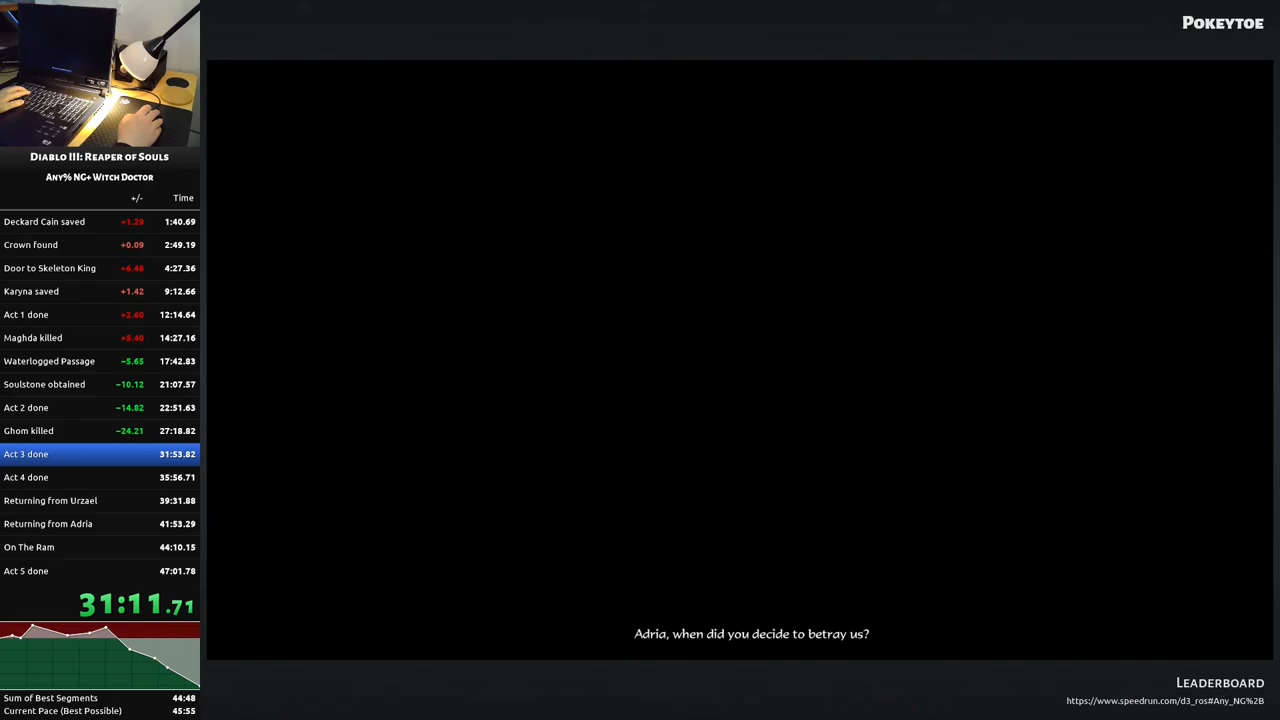 Pokeytoe
Diablo III: Reaper of Souls
Any% NG+ Witch Doctor
+/- Time
Deckard Cain saved +1.29 1:40.69
Crown found +0.09 2:49.19
Door to Skeleton King +6.48 4:27.36
Karyna saved +1.42 9:12.66
Act 1 done +2.60 12:14.64
Maghda killed +5.40 14:27.16
Waterlogged Passage −5.65 17:42.83
Soulstone obtained −10.12 21:07.57
Act 2 done −14.82 22:51.63
Ghom killed −24.21 27:18.82
Act 3 done 31:53.82
Act 4 done 35:56.71
Returning from Urzael 39:31.88
Returning from Adria 41:53.29
On The Ram 44:10.15
Act 5 done 47:01.78
31:11.71
Adria, when did you decide to betray us?
Sum of Best Segments 44:48
Current Pace (Best Possible) 45:55
Leaderboard
https://www.speedrun.com/d3_ros#Any_NG%2B